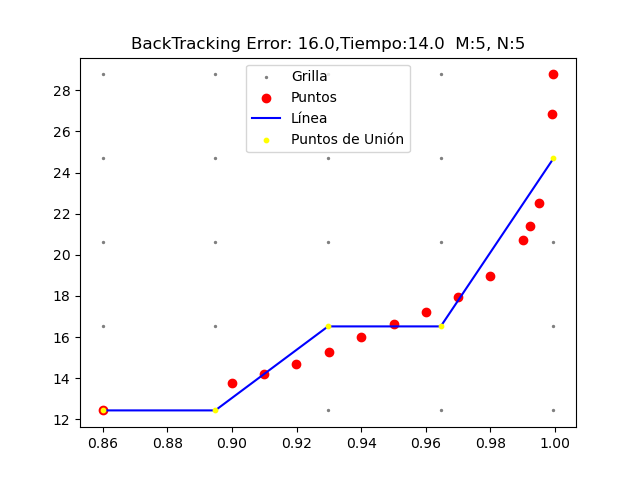 BackTracking Error: 16.0,Tiempo:14.0  M:5, N:5
Grilla
Puntos
Línea
Puntos de Unión
28
26
24
22
20
18
16
14
12
0.86 0.88 0.90 0.92 0.94 0.96 0.98 1.00